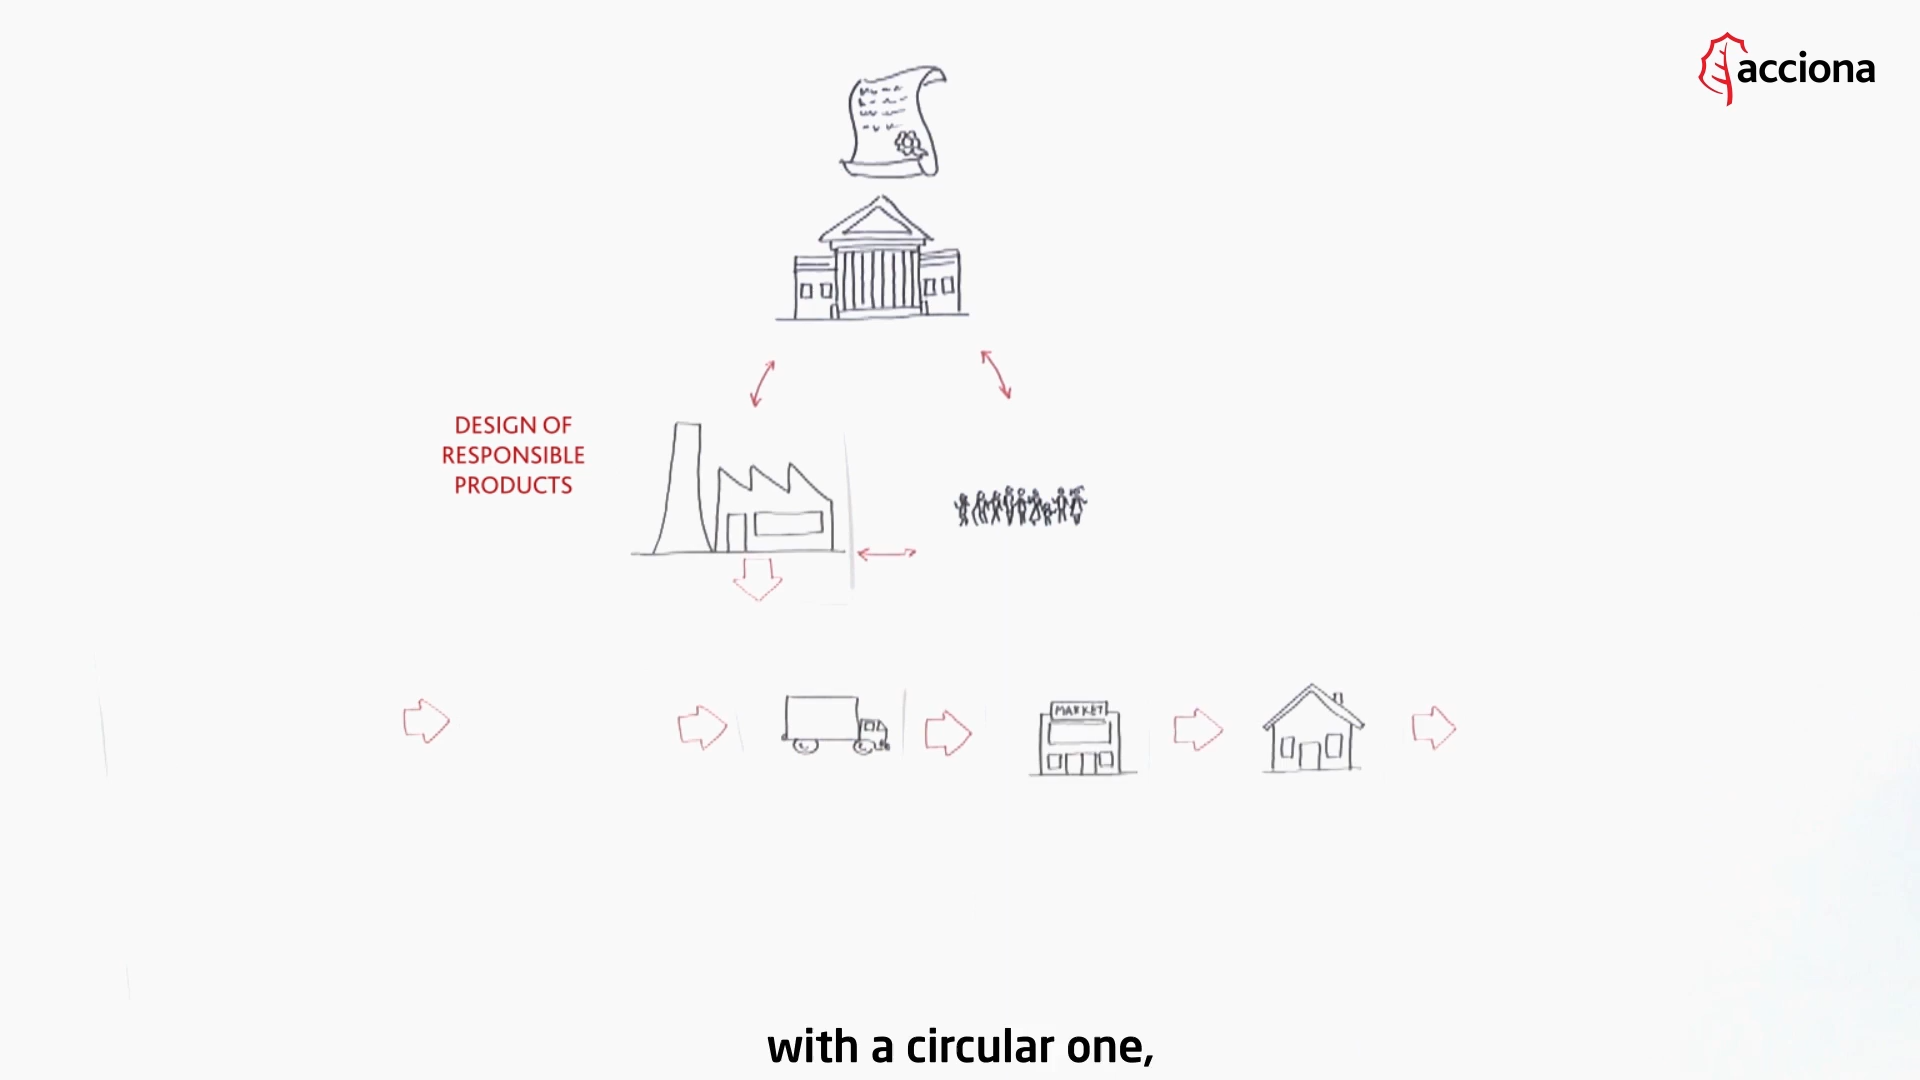 acciona
DESIGN OF
RESPONSIBLE
PRODUCTS
MARKET
with a circular one,